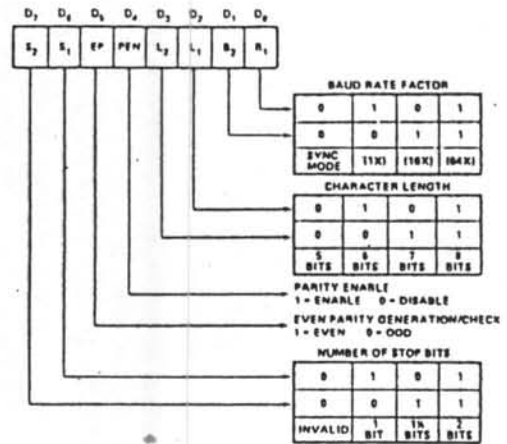 D7 D6 D5 D4 D3 D2 D1 D0
S2 S1 EP PEN L2 L1 B2 B1
BAUD RATE FACTOR
0 1 0 1
0 0 1 1
SYNC MODE (1X) (16X) (64X)
CHARACTER LENGTH
0 1 0 1
0 0 1 1
5 BITS 6 BITS 7 BITS 8 BITS
PARITY ENABLE
1 = ENABLE 0 = DISABLE
EVEN PARITY GENERATION/CHECK
1 = EVEN 0 = ODD
NUMBER OF STOP BITS
0 1 0 1
0 0 1 1
INVALID 1 BIT 1½ BITS 2 BITS